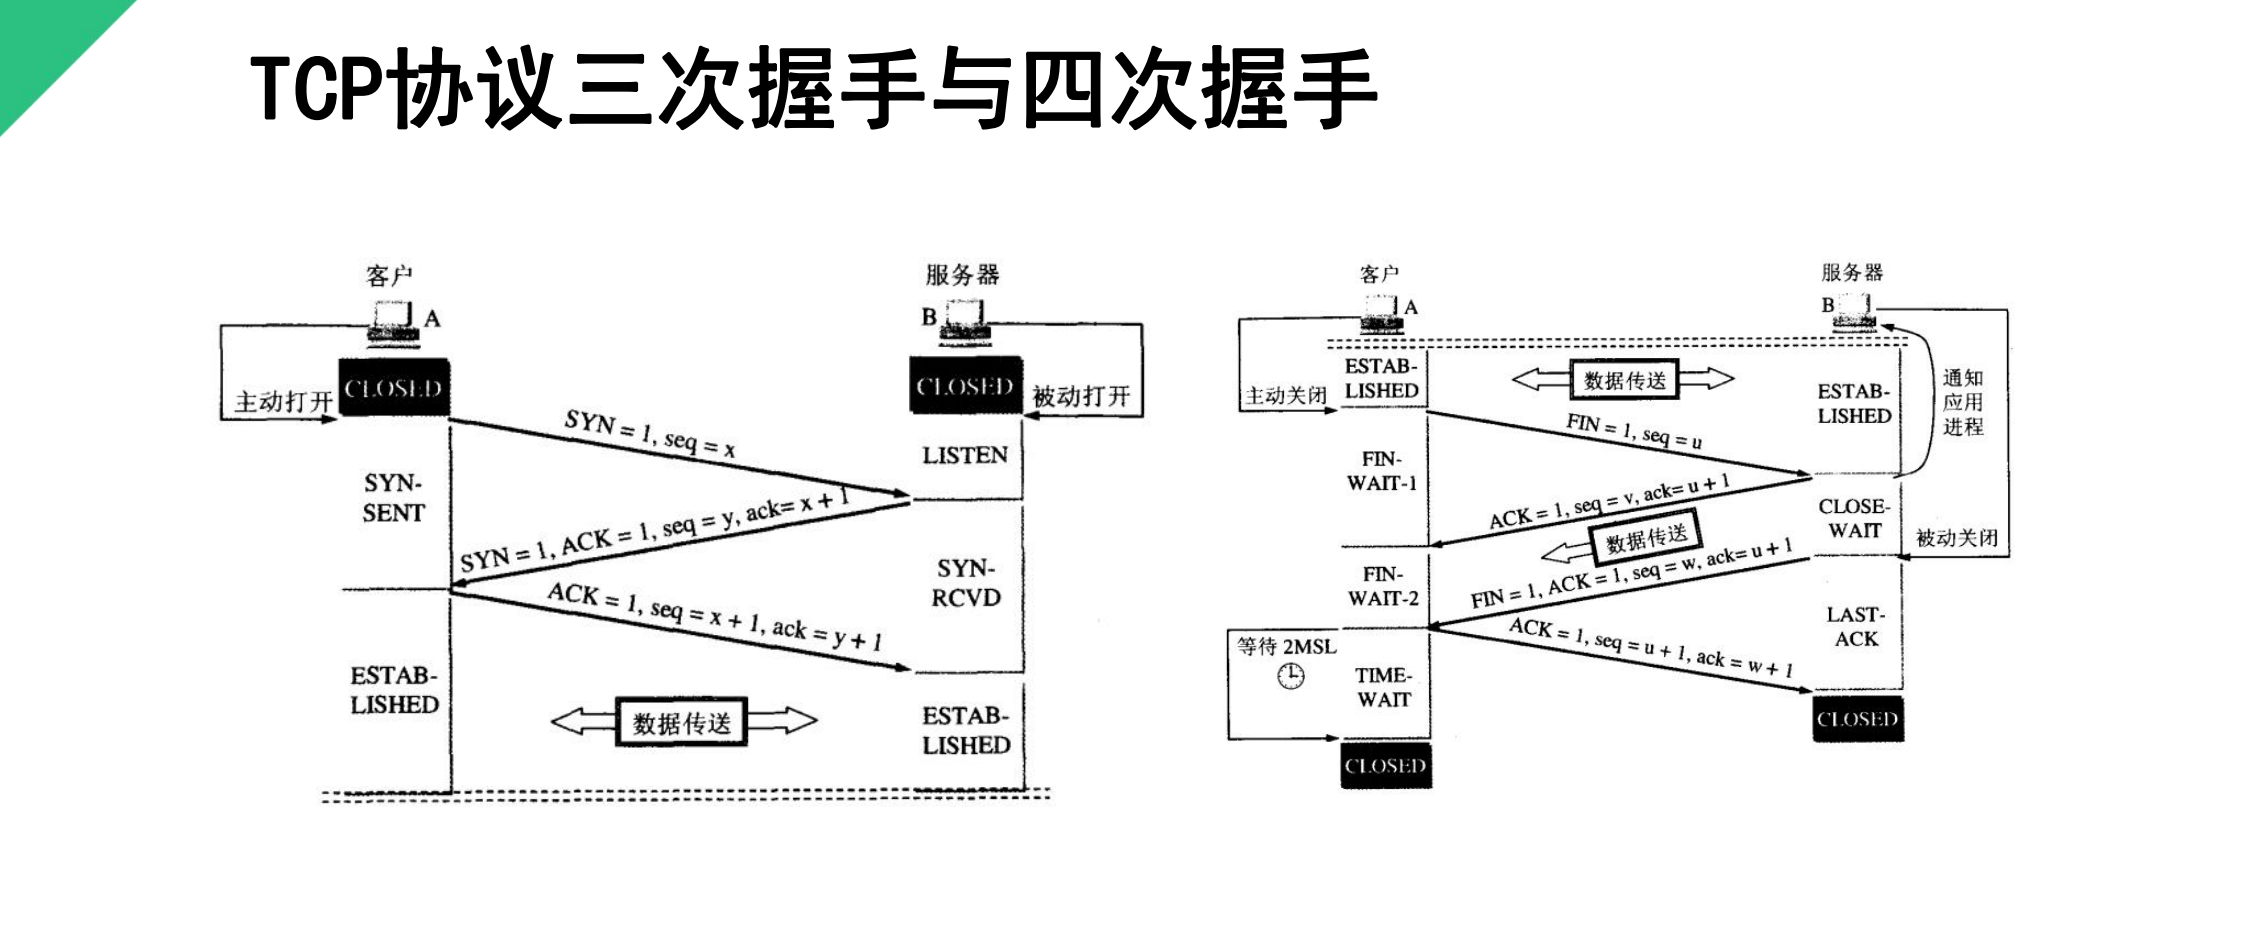 TCP协议三次握手与四次握手
客户
服务器
A
B
CLOSED
CLOSED
主动打开
被动打开
SYN = 1, seq = x
LISTEN
SYN-
SENT
SYN = 1, ACK = 1, seq = y, ack= x + 1
SYN-
RCVD
ACK = 1, seq = x + 1, ack = y + 1
ESTAB-
LISHED
数据传送
ESTAB-
LISHED
客户
服务器
A
B
ESTAB-
LISHED
数据传送
主动关闭
ESTAB-
LISHED
通知
应用
进程
FIN = 1, seq = u
FIN-
WAIT-1
ACK = 1, seq = v, ack= u + 1
CLOSE-
WAIT
数据传送
被动关闭
FIN-
WAIT-2
FIN = 1, ACK = 1, seq = w, ack= u + 1
LAST-
ACK
等待 2MSL
ACK = 1, seq = u + 1, ack = w + 1
TIME-
WAIT
CLOSED
CLOSED